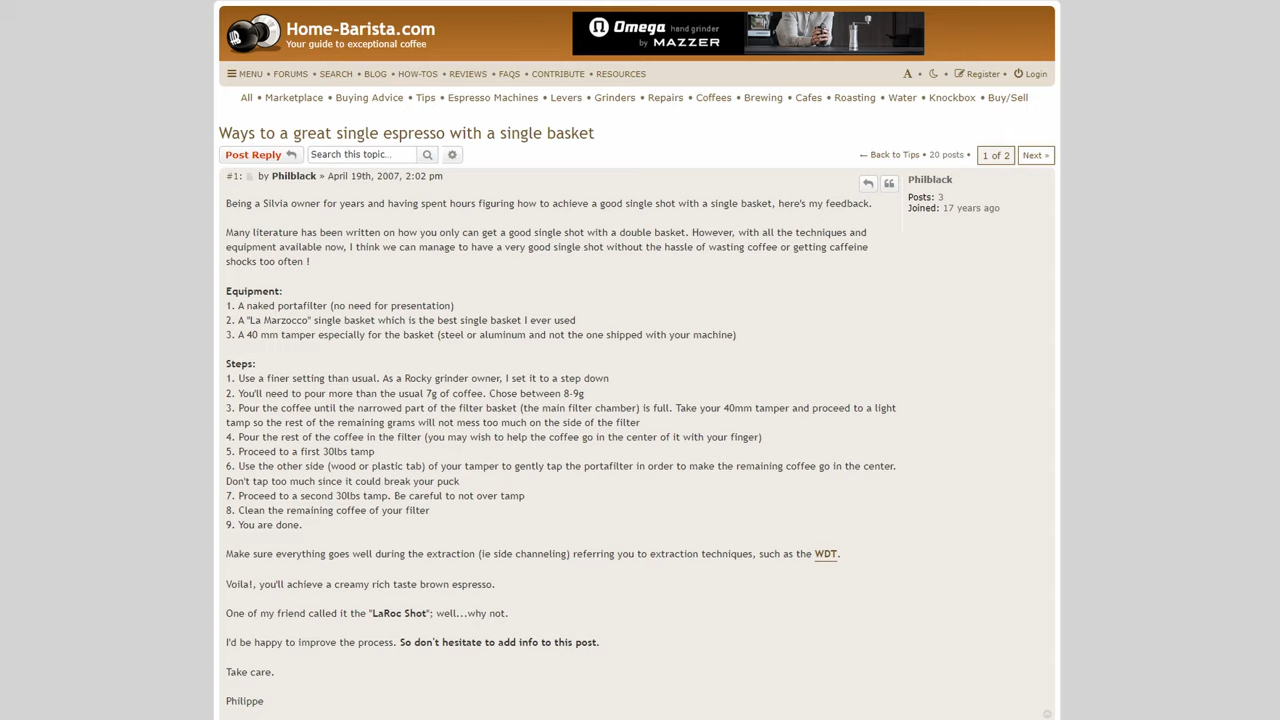 Home-Barista.com
Your guide to exceptional coffee
Omega hand grinder
by MAZZER
MENU • FORUMS • SEARCH • BLOG • HOW-TOS • REVIEWS • FAQS • CONTRIBUTE • RESOURCES
A • • Register • Login
All • Marketplace • Buying Advice • Tips • Espresso Machines • Levers • Grinders • Repairs • Coffees • Brewing • Cafes • Roasting • Water • Knockbox • Buy/Sell
Ways to a great single espresso with a single basket
Post Reply Search this topic... ← Back to Tips • 20 posts • 1 of 2 Next »
#1: by Philblack » April 19th, 2007, 2:02 pm
Philblack
Posts: 3
Joined: 17 years ago
Being a Silvia owner for years and having spent hours figuring how to achieve a good single shot with a single basket, here's my feedback.
Many literature has been written on how you only can get a good single shot with a double basket. However, with all the techniques and
equipment available now, I think we can manage to have a very good single shot without the hassle of wasting coffee or getting caffeine
shocks too often !
Equipment:
1. A naked portafilter (no need for presentation)
2. A "La Marzocco" single basket which is the best single basket I ever used
3. A 40 mm tamper especially for the basket (steel or aluminum and not the one shipped with your machine)
Steps:
1. Use a finer setting than usual. As a Rocky grinder owner, I set it to a step down
2. You'll need to pour more than the usual 7g of coffee. Chose between 8-9g
3. Pour the coffee until the narrowed part of the filter basket (the main filter chamber) is full. Take your 40mm tamper and proceed to a light
tamp so the rest of the remaining grams will not mess too much on the side of the filter
4. Pour the rest of the coffee in the filter (you may wish to help the coffee go in the center of it with your finger)
5. Proceed to a first 30lbs tamp
6. Use the other side (wood or plastic tab) of your tamper to gently tap the portafilter in order to make the remaining coffee go in the center.
Don't tap too much since it could break your puck
7. Proceed to a second 30lbs tamp. Be careful to not over tamp
8. Clean the remaining coffee of your filter
9. You are done.
Make sure everything goes well during the extraction (ie side channeling) referring you to extraction techniques, such as the WDT.
Voila!, you'll achieve a creamy rich taste brown espresso.
One of my friend called it the "LaRoc Shot"; well...why not.
I'd be happy to improve the process. So don't hesitate to add info to this post.
Take care.
Philippe